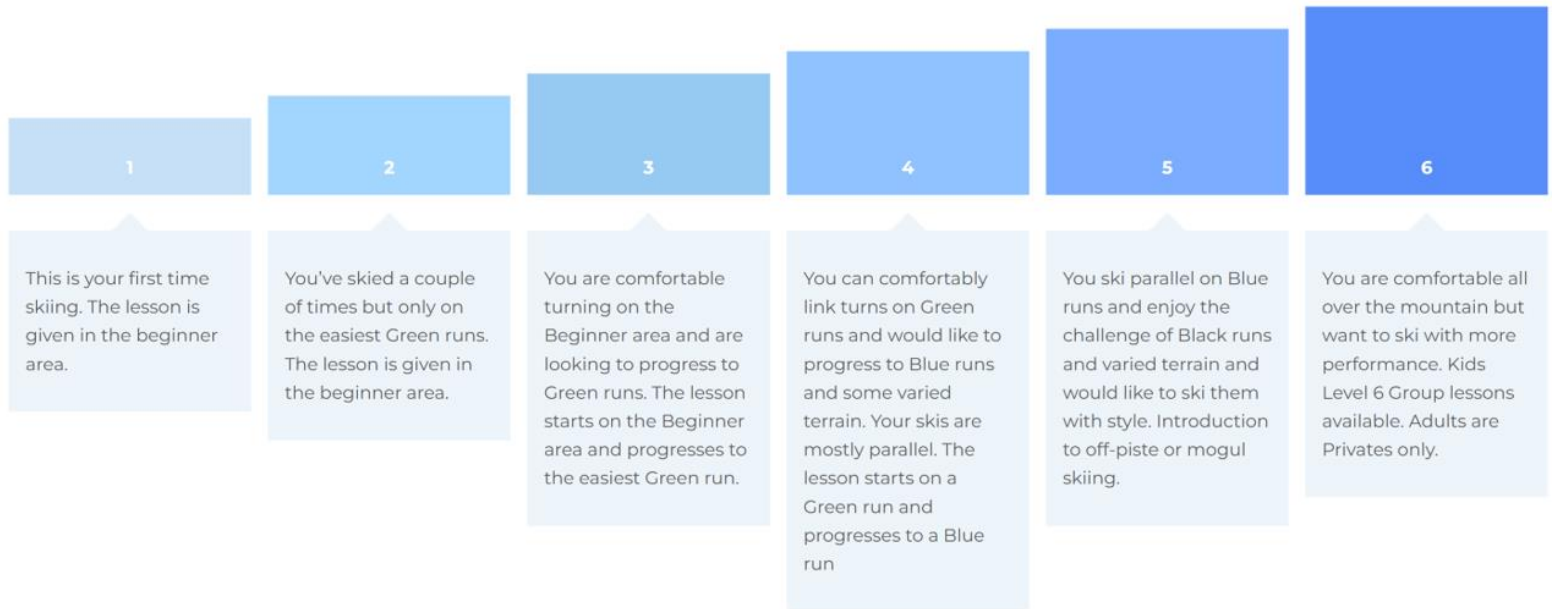 1
This is your first time
skiing. The lesson is
given in the beginner
area.
2
You've skied a couple
of times but only on
the easiest Green runs.
The lesson is given in
the beginner area.
3
You are comfortable
turning on the
Beginner area and are
looking to progress to
Green runs. The lesson
starts on the Beginner
area and progresses to
the easiest Green run.
4
You can comfortably
link turns on Green
runs and would like to
progress to Blue runs
and some varied
terrain. Your skis are
mostly parallel. The
lesson starts on a
Green run and
progresses to a Blue
run
5
You ski parallel on Blue
runs and enjoy the
challenge of Black runs
and varied terrain and
would like to ski them
with style. Introduction
to off-piste or mogul
skiing.
6
You are comfortable all
over the mountain but
want to ski with more
performance. Kids
Level 6 Group lessons
available. Adults are
Privates only.